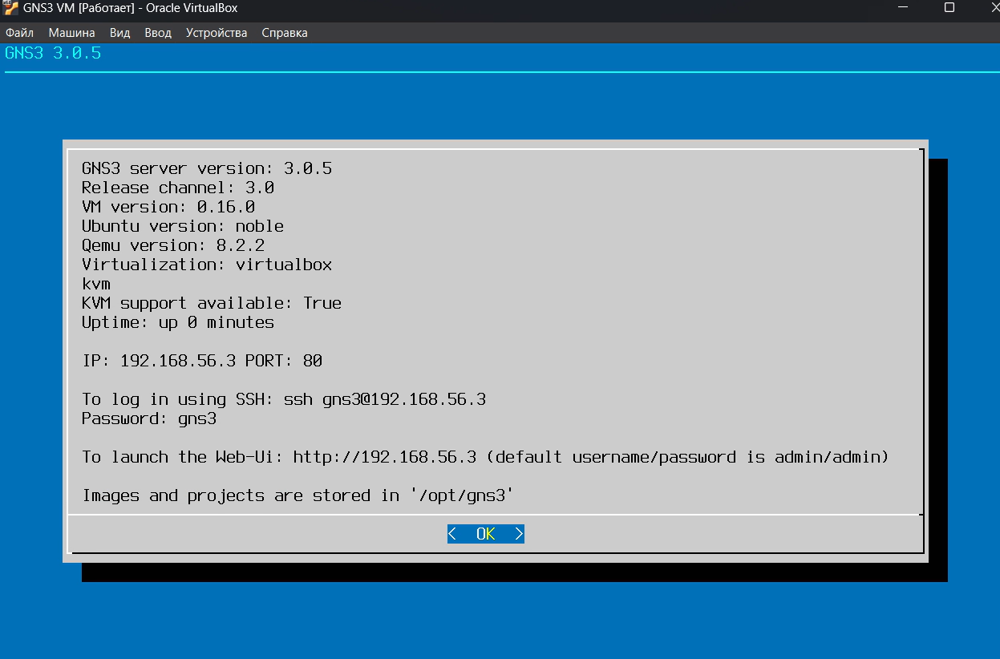 GNS3 VM [Работает] - Oracle VirtualBox
Файл Машина Вид Ввод Устройства Справка
GNS3 3.0.5
GNS3 server version: 3.0.5
Release channel: 3.0
VM version: 0.16.0
Ubuntu version: noble
Qemu version: 8.2.2
Virtualization: virtualbox
kvm
KVM support available: True
Uptime: up 0 minutes
IP: 192.168.56.3 PORT: 80
To log in using SSH: ssh gns3@192.168.56.3
Password: gns3
To launch the Web-Ui: http://192.168.56.3 (default username/password is admin/admin)
Images and projects are stored in '/opt/gns3'
< OK >